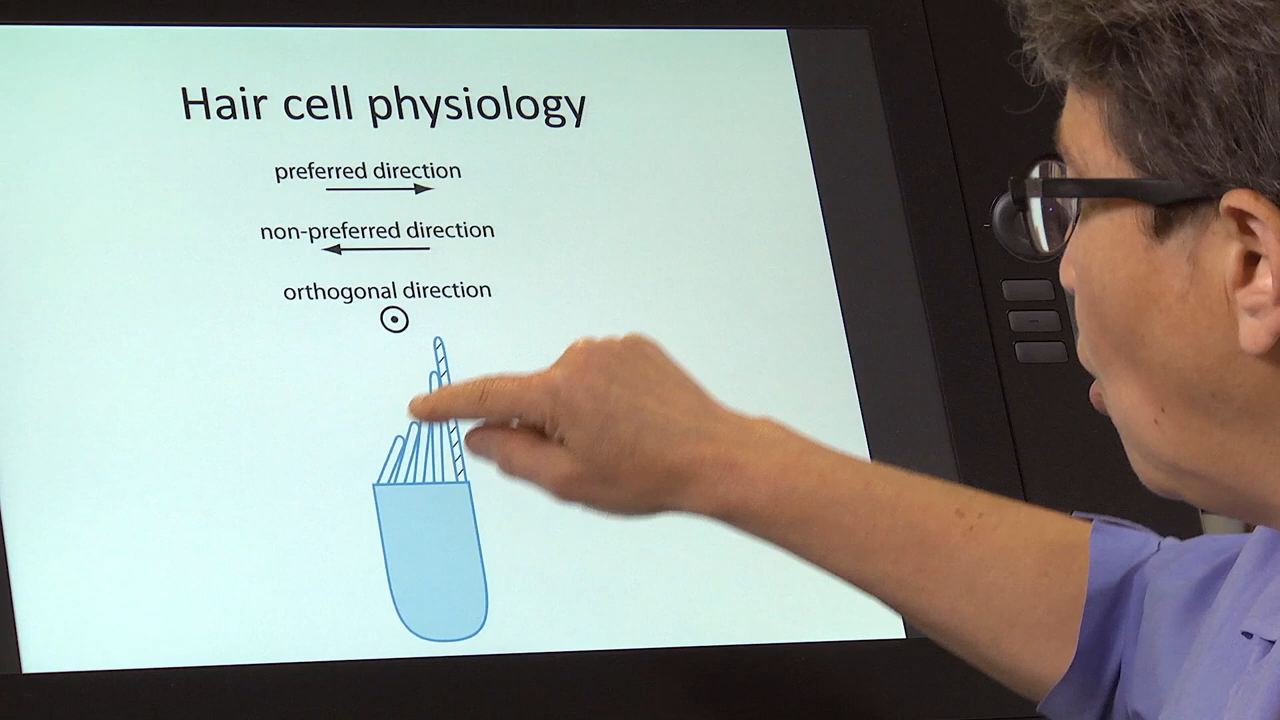 Hair cell physiology
preferred direction
non-preferred direction
orthogonal direction